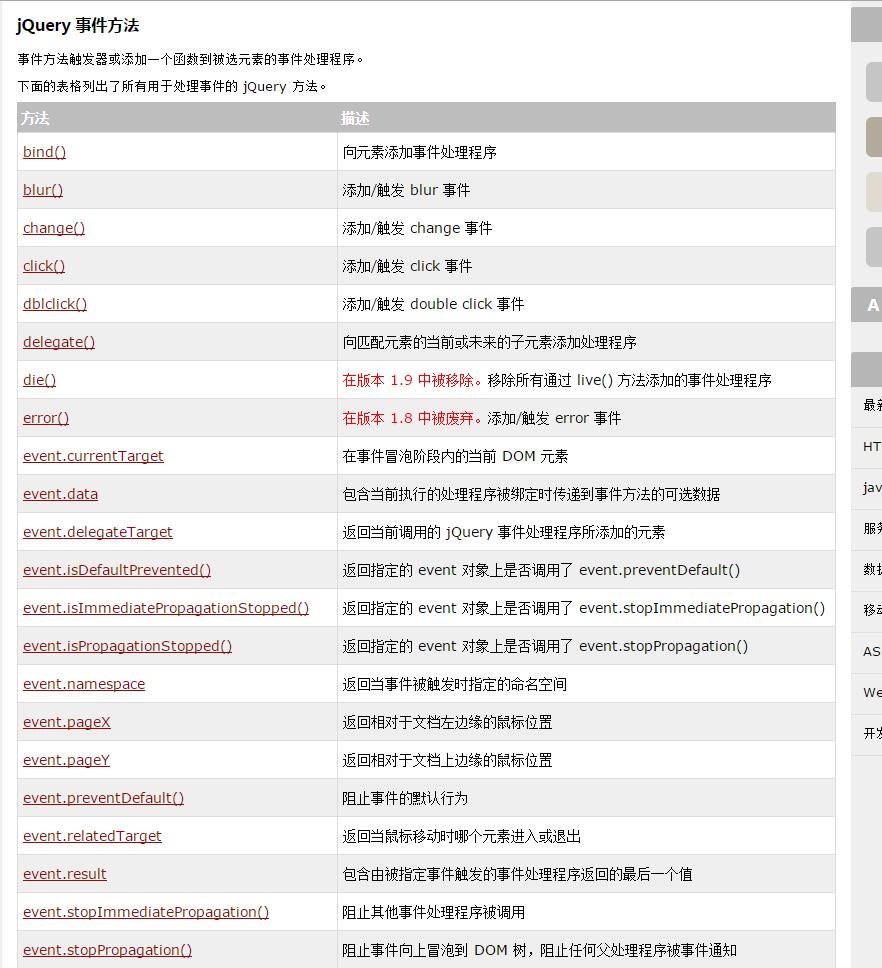 jQuery 事件方法
事件方法触发器或添加一个函数到被选元素的事件处理程序。
下面的表格列出了所有用于处理事件的 jQuery 方法。
方法 描述
bind() 向元素添加事件处理程序
blur() 添加/触发 blur 事件
change() 添加/触发 change 事件
click() 添加/触发 click 事件
dblclick() 添加/触发 double click 事件
delegate() 向匹配元素的当前或未来的子元素添加处理程序
die() 在版本 1.9 中被移除。移除所有通过 live() 方法添加的事件处理程序
error() 在版本 1.8 中被废弃。添加/触发 error 事件
event.currentTarget 在事件冒泡阶段内的当前 DOM 元素
event.data 包含当前执行的处理程序被绑定时传递到事件方法的可选数据
event.delegateTarget 返回当前调用的 jQuery 事件处理程序所添加的元素
event.isDefaultPrevented() 返回指定的 event 对象上是否调用了 event.preventDefault()
event.isImmediatePropagationStopped() 返回指定的 event 对象上是否调用了 event.stopImmediatePropagation()
event.isPropagationStopped() 返回指定的 event 对象上是否调用了 event.stopPropagation()
event.namespace 返回当事件被触发时指定的命名空间
event.pageX 返回相对于文档左边缘的鼠标位置
event.pageY 返回相对于文档上边缘的鼠标位置
event.preventDefault() 阻止事件的默认行为
event.relatedTarget 返回当鼠标移动时哪个元素进入或退出
event.result 包含由被指定事件触发的事件处理程序返回的最后一个值
event.stopImmediatePropagation() 阻止其他事件处理程序被调用
event.stopPropagation() 阻止事件向上冒泡到 DOM 树，阻止任何父处理程序被事件通知
A
HT
jav
服务
数据
移动
AS
We
开发